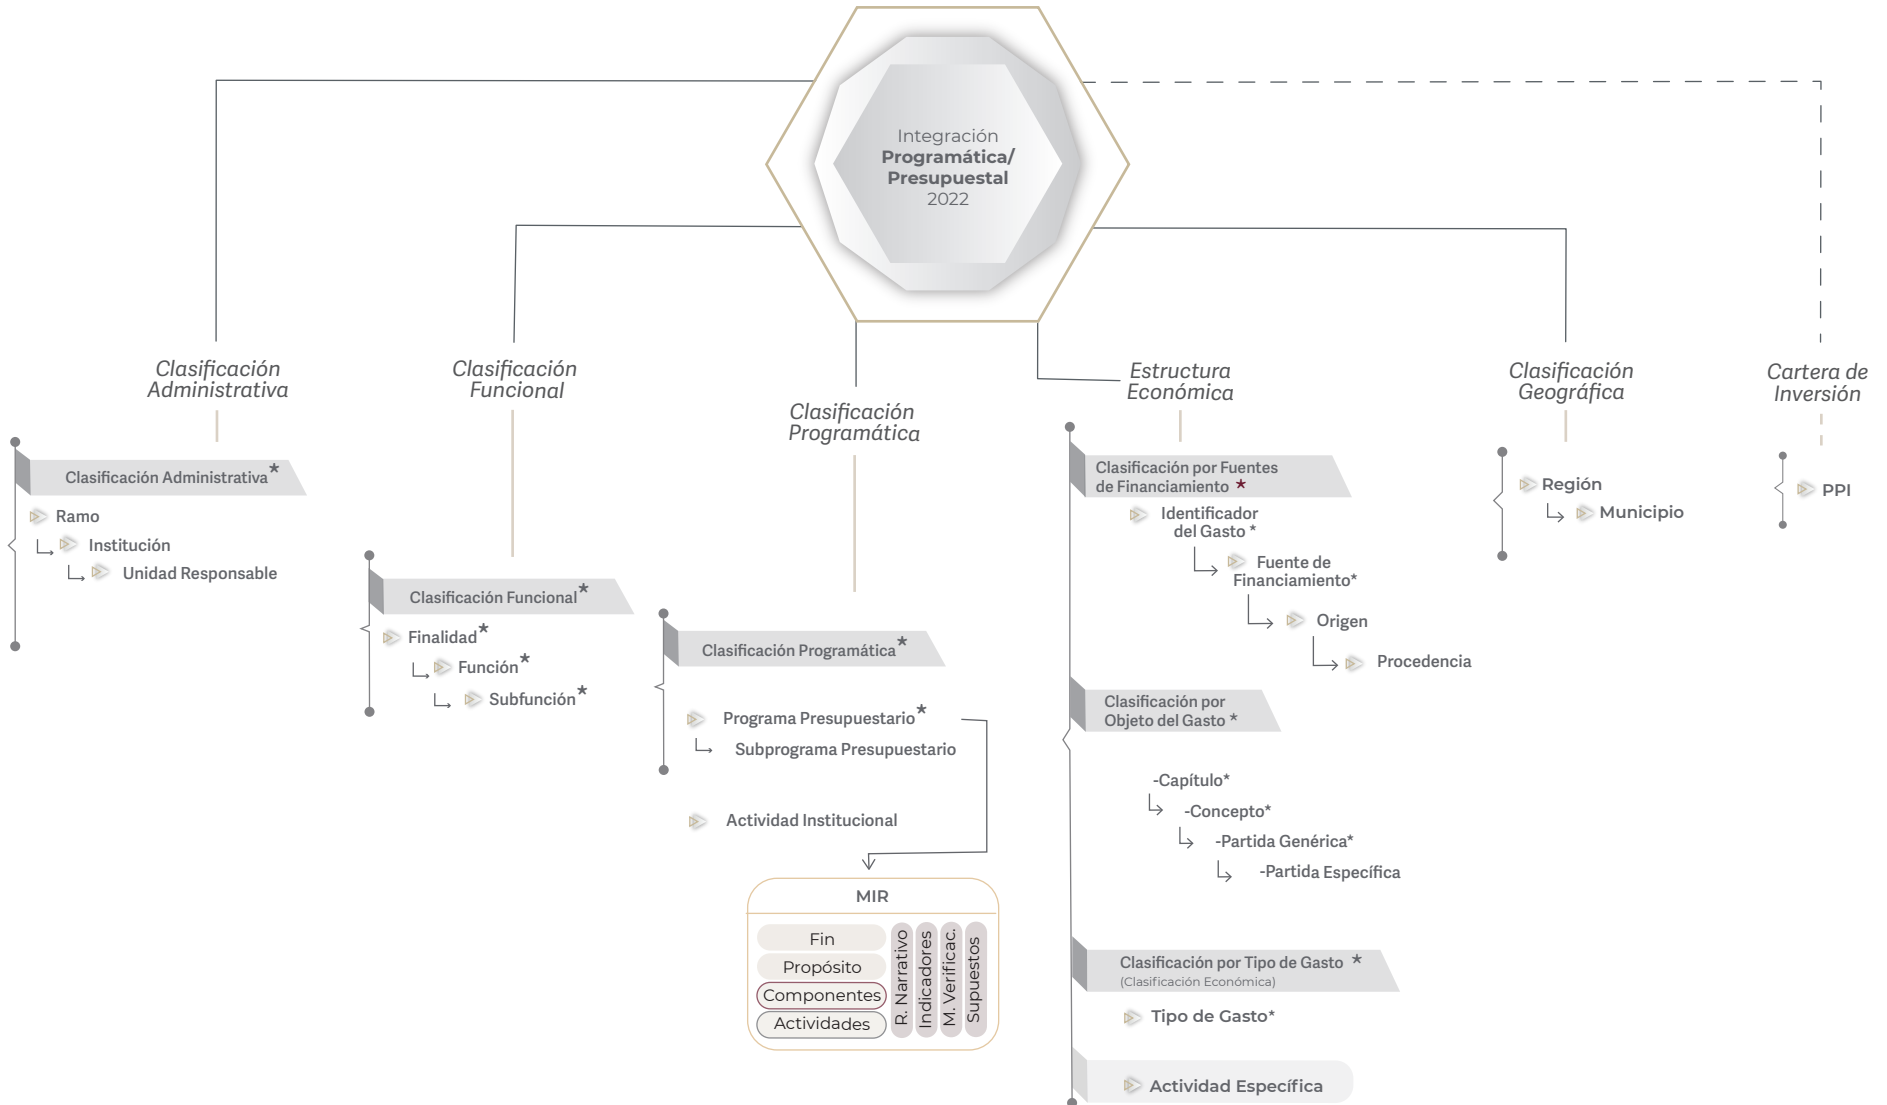 Integración
Programática/
Presupuestal
2022
Clasificación
Administrativa
Clasificación Administrativa*
Ramo
Institución
Unidad Responsable
Clasificación
Funcional
Clasificación Funcional*
Finalidad*
Función*
Subfunción*
Clasificación
Programática
Clasificación Programática*
Programa Presupuestario*
Subprograma Presupuestario
Actividad Institucional
MIR
Fin
Propósito
Componentes
Actividades
R. Narrativo
Indicadores
M. Verificac.
Supuestos
Estructura
Económica
Clasificación por Fuentes
de Financiamiento *
Identificador
del Gasto *
Fuente de
Financiamiento*
Origen
Procedencia
Clasificación por
Objeto del Gasto *
-Capítulo*
-Concepto*
-Partida Genérica*
-Partida Específica
Clasificación por Tipo de Gasto *
(Clasificación Económica)
Tipo de Gasto*
Actividad Específica
Clasificación
Geográfica
Región
Municipio
Cartera de
Inversión
PPI